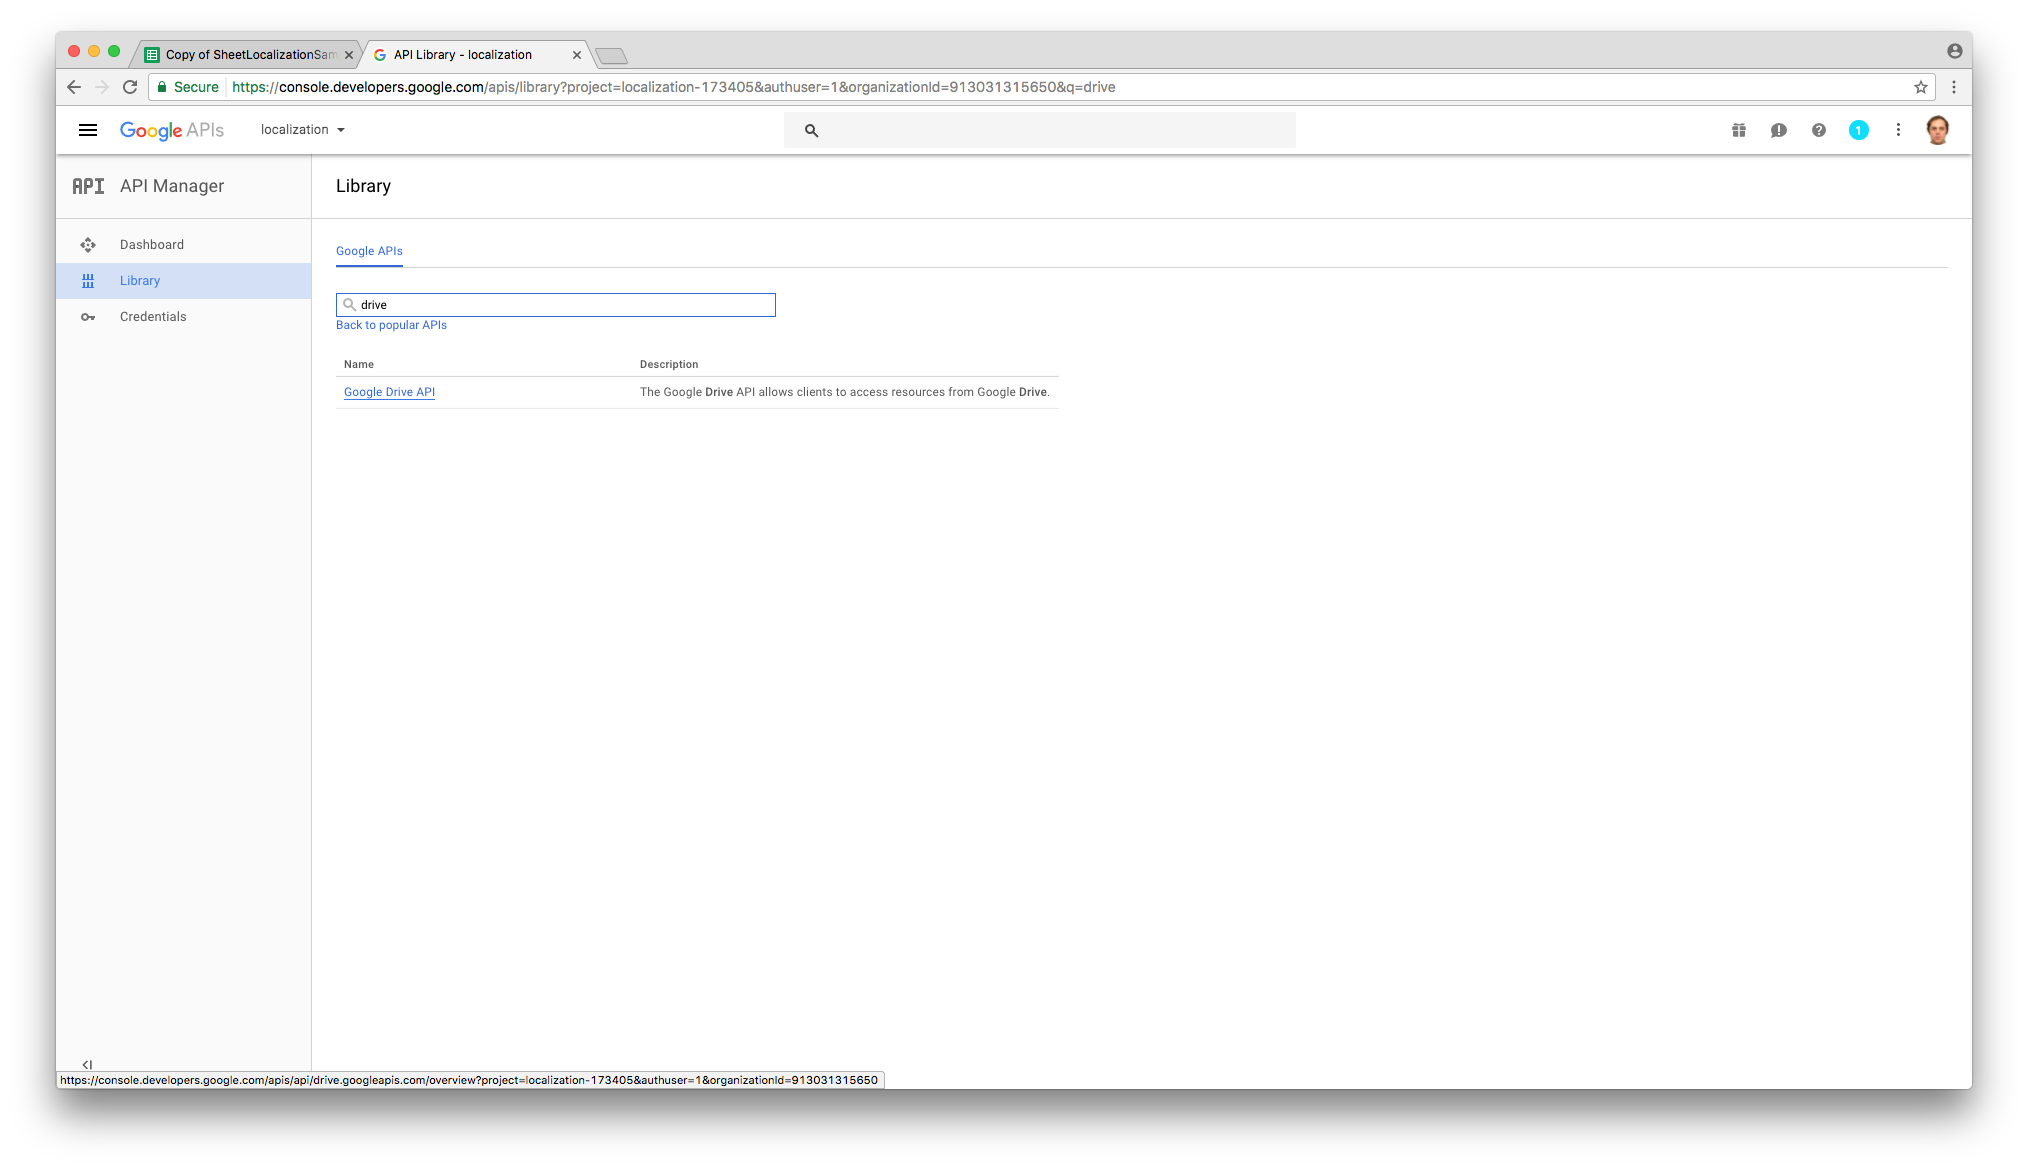 Copy of SheetLocalizationSam
API Library - localization
Secure https://console.developers.google.com/apis/library?project=localization-173405&authuser=1&organizationId=913031315650&q=drive
Google APIs localization
1
API API Manager
Library
Dashboard
Library
Credentials
Google APIs
drive
Back to popular APIs
Name Description
Google Drive API The Google Drive API allows clients to access resources from Google Drive.
https://console.developers.google.com/apis/api/drive.googleapis.com/overview?project=localization-173405&authuser=1&organizationId=913031315650